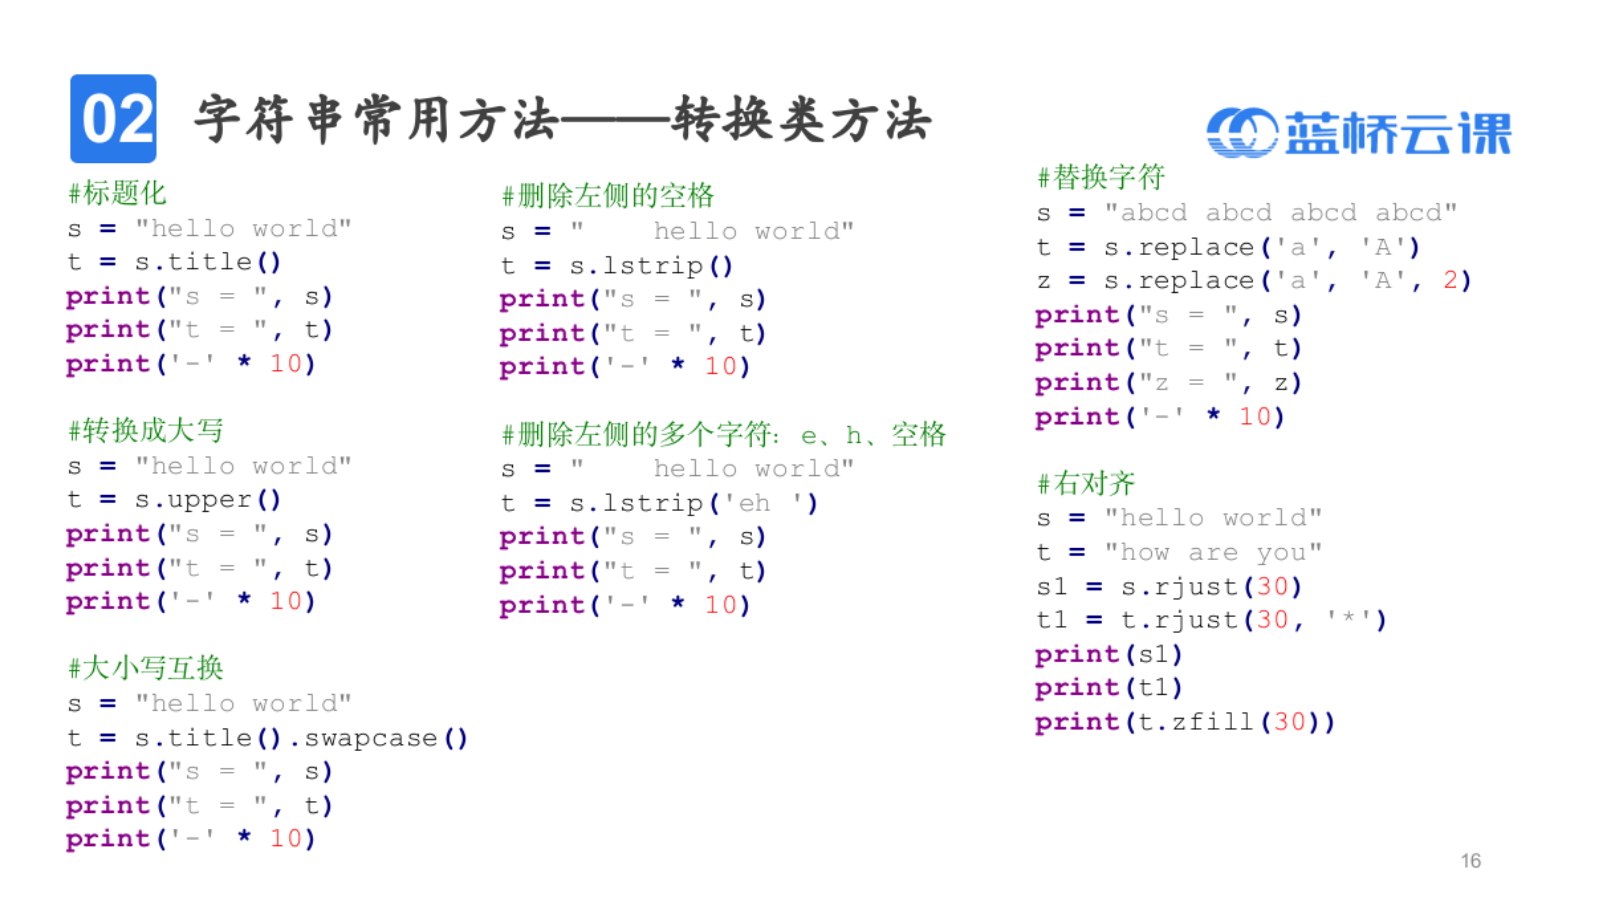 02 字符串常用方法——转换类方法
蓝桥云课
#标题化
s = "hello world"
t = s.title()
print("s = ", s)
print("t = ", t)
print('-' * 10)
#转换成大写
s = "hello world"
t = s.upper()
print("s = ", s)
print("t = ", t)
print('-' * 10)
#大小写互换
s = "hello world"
t = s.title().swapcase()
print("s = ", s)
print("t = ", t)
print('-' * 10)
#删除左侧的空格
s = "    hello world"
t = s.lstrip()
print("s = ", s)
print("t = ", t)
print('-' * 10)
#删除左侧的多个字符：e、h、空格
s = "    hello world"
t = s.lstrip('eh ')
print("s = ", s)
print("t = ", t)
print('-' * 10)
#替换字符
s = "abcd abcd abcd abcd"
t = s.replace('a', 'A')
z = s.replace('a', 'A', 2)
print("s = ", s)
print("t = ", t)
print("z = ", z)
print('-' * 10)
#右对齐
s = "hello world"
t = "how are you"
s1 = s.rjust(30)
t1 = t.rjust(30, '*')
print(s1)
print(t1)
print(t.zfill(30))
16